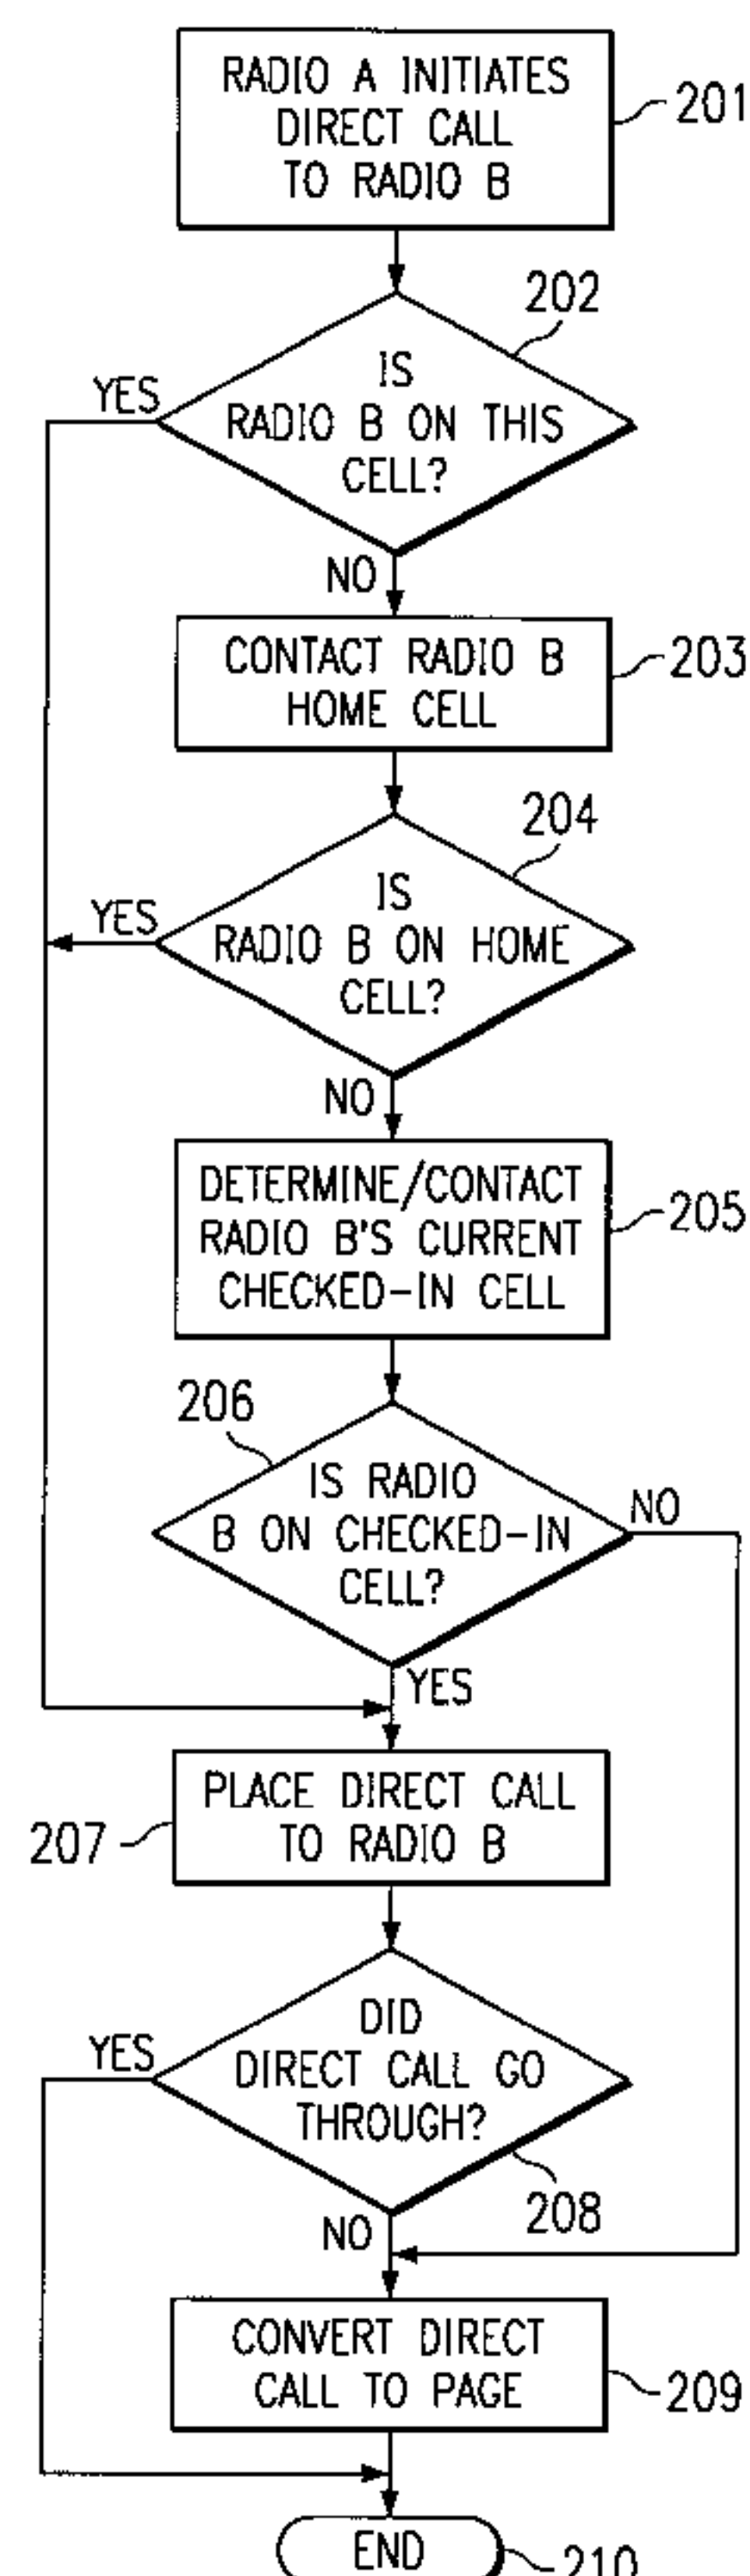 RADIO A INITIATES
DIRECT CALL
TO RADIO B
201
202
IS
RADIO B ON THIS
CELL?
YES
NO
CONTACT RADIO B
HOME CELL
203
204
IS
RADIO B ON HOME
CELL?
YES
NO
DETERMINE/CONTACT
RADIO B'S CURRENT
CHECKED-IN CELL
205
206
IS RADIO
B ON CHECKED-IN
CELL?
NO
YES
PLACE DIRECT CALL
TO RADIO B
207
DID
DIRECT CALL GO
THROUGH?
YES
208
NO
CONVERT DIRECT
CALL TO PAGE
209
END
210